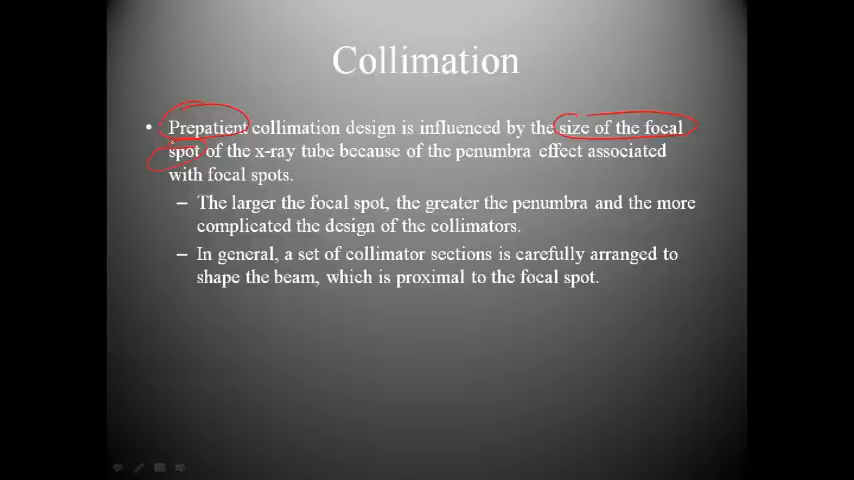 Collimation
• Prepatient collimation design is influenced by the size of the focal
spot of the x-ray tube because of the penumbra effect associated
with focal spots.
– The larger the focal spot, the greater the penumbra and the more
complicated the design of the collimators.
– In general, a set of collimator sections is carefully arranged to
shape the beam, which is proximal to the focal spot.